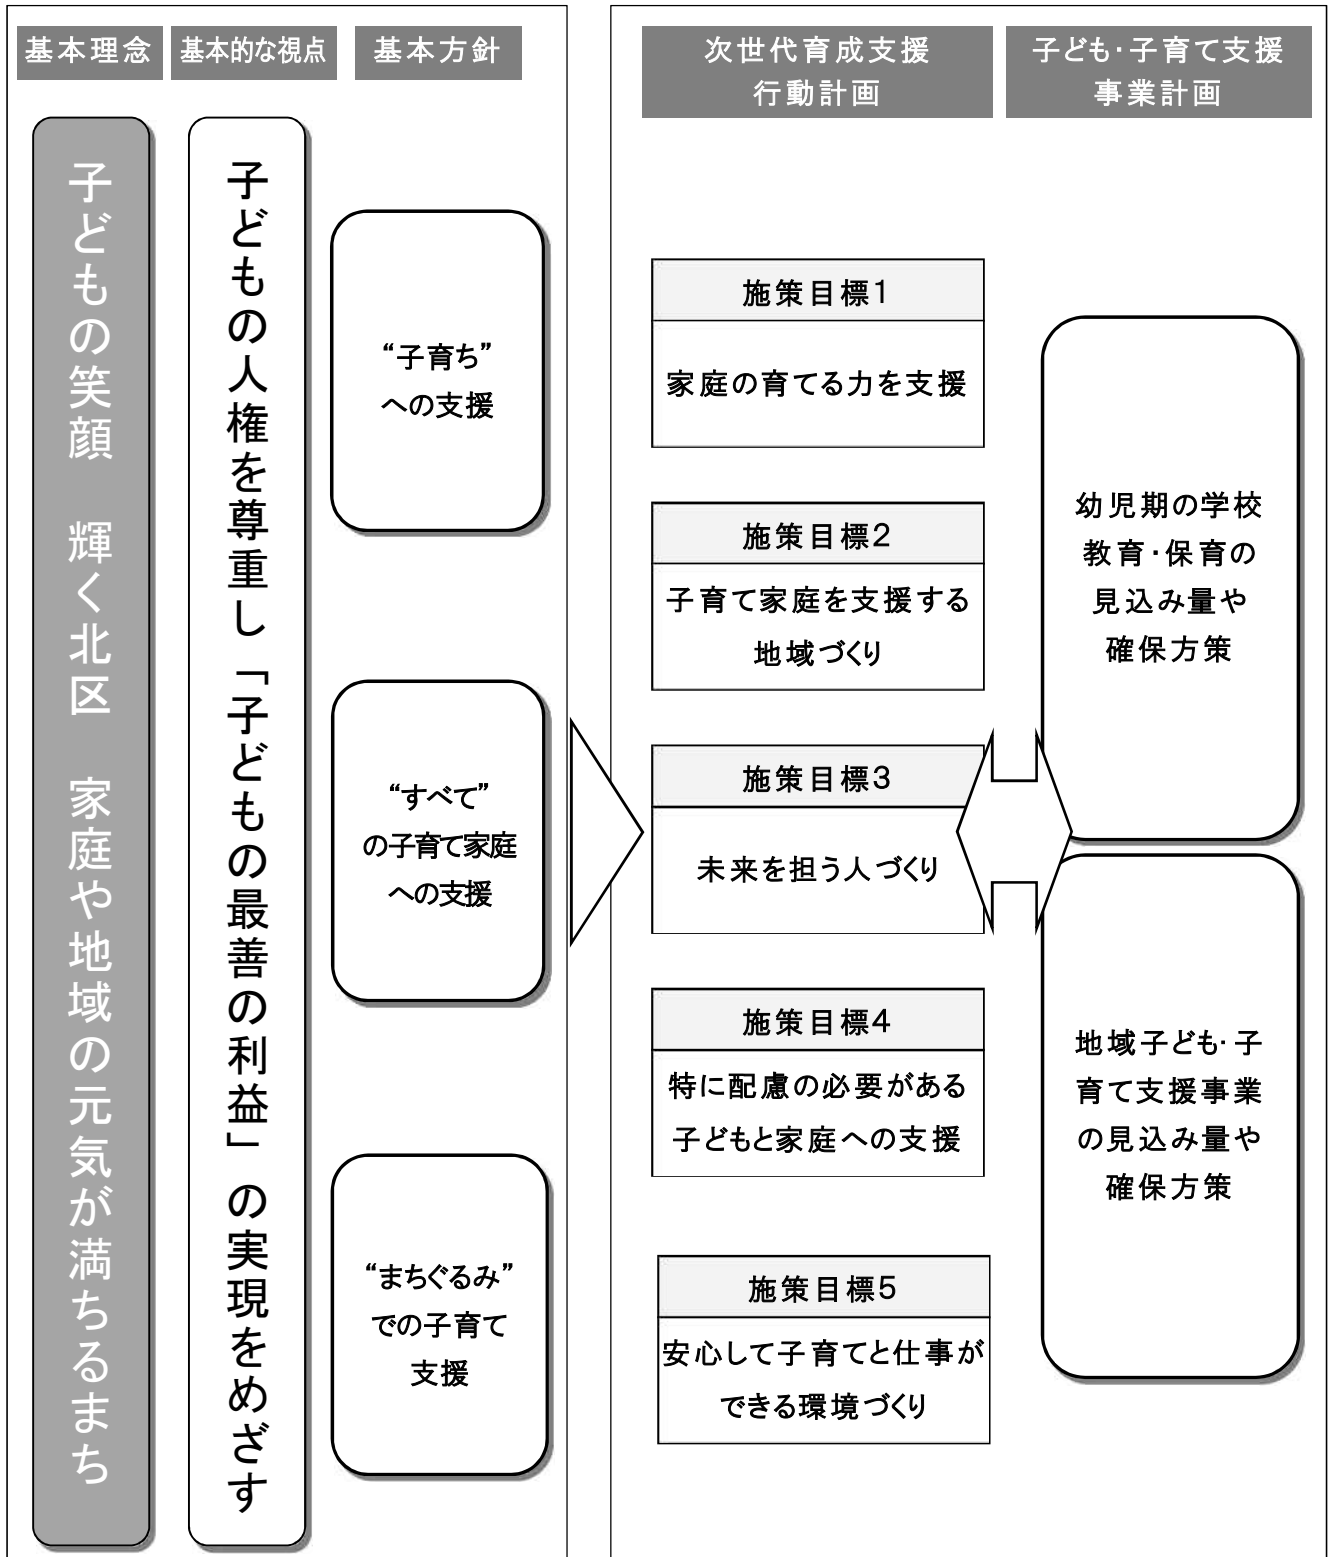 基本理念
基本的な視点
基本方針
次世代育成支援
行動計画
子ども・子育て支援
事業計画
子どもの笑顔　輝く北区　家庭や地域の元気が満ちるまち
子どもの人権を尊重し「子どもの最善の利益」の実現をめざす
“子育ち”
への支援
“すべて”
の子育て家庭
への支援
“まちぐるみ”
での子育て
支援
施策目標1
家庭の育てる力を支援
施策目標2
子育て家庭を支援する
地域づくり
施策目標3
未来を担う人づくり
施策目標4
特に配慮の必要がある
子どもと家庭への支援
施策目標5
安心して子育てと仕事が
できる環境づくり
幼児期の学校
教育・保育の
見込み量や
確保方策
地域子ども・子
育て支援事業
の見込み量や
確保方策